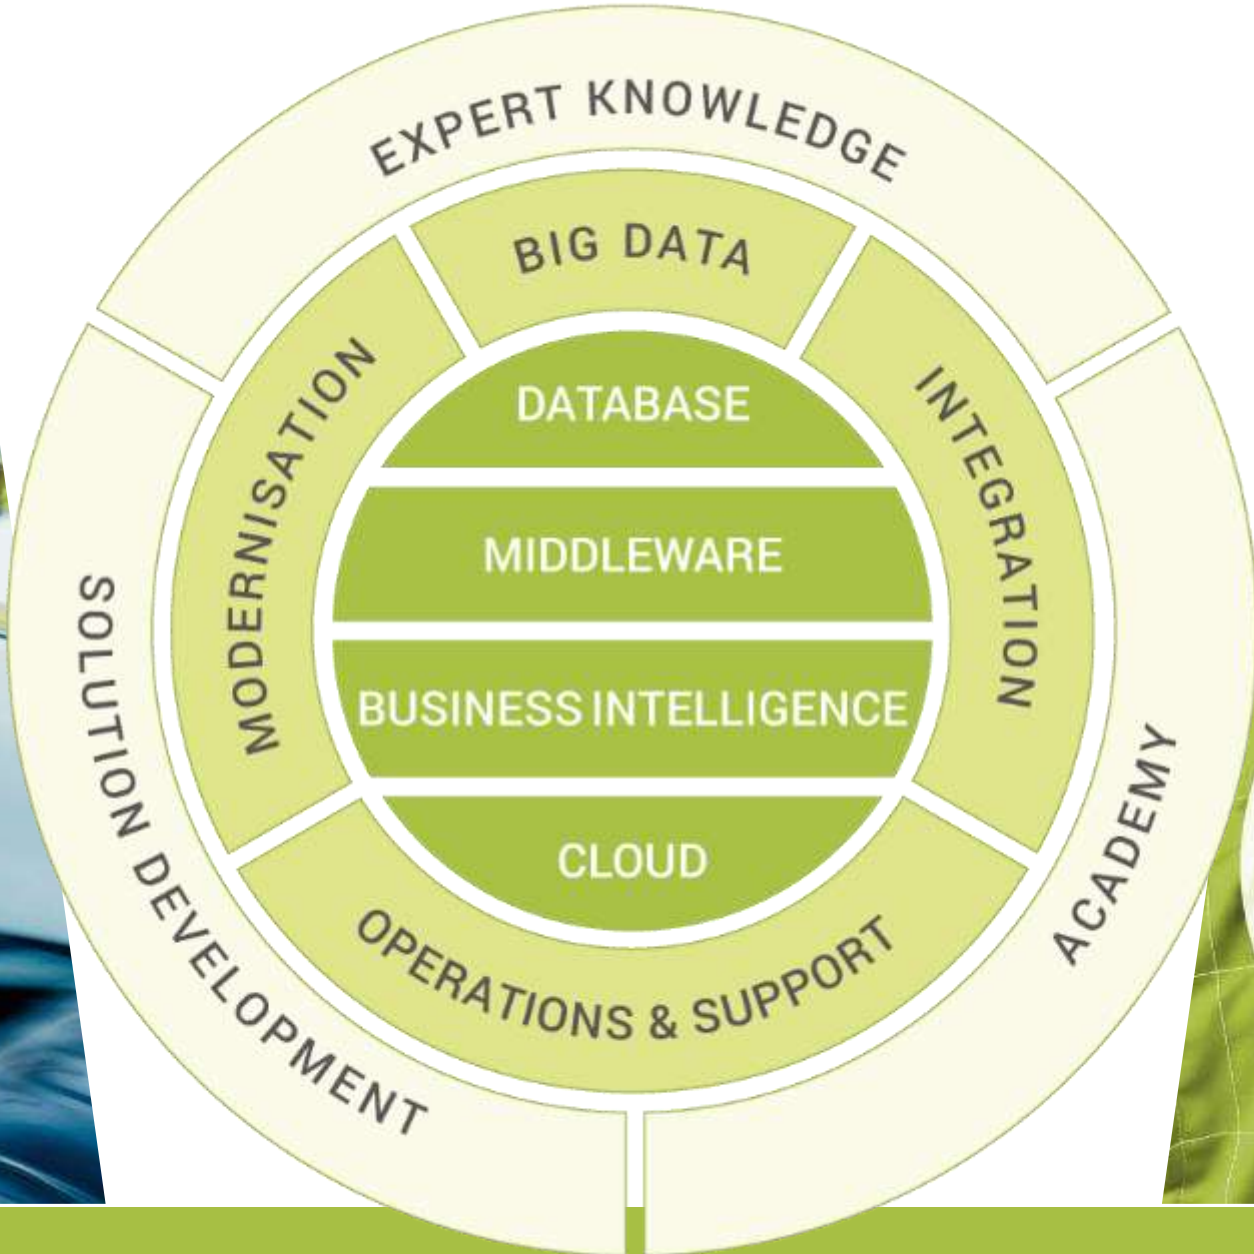 EXPERT KNOWLEDGE
BIG DATA
MODERNISATION
INTEGRATION
DATABASE
MIDDLEWARE
BUSINESS INTELLIGENCE
CLOUD
OPERATIONS & SUPPORT
SOLUTION DEVELOPMENT
ACADEMY